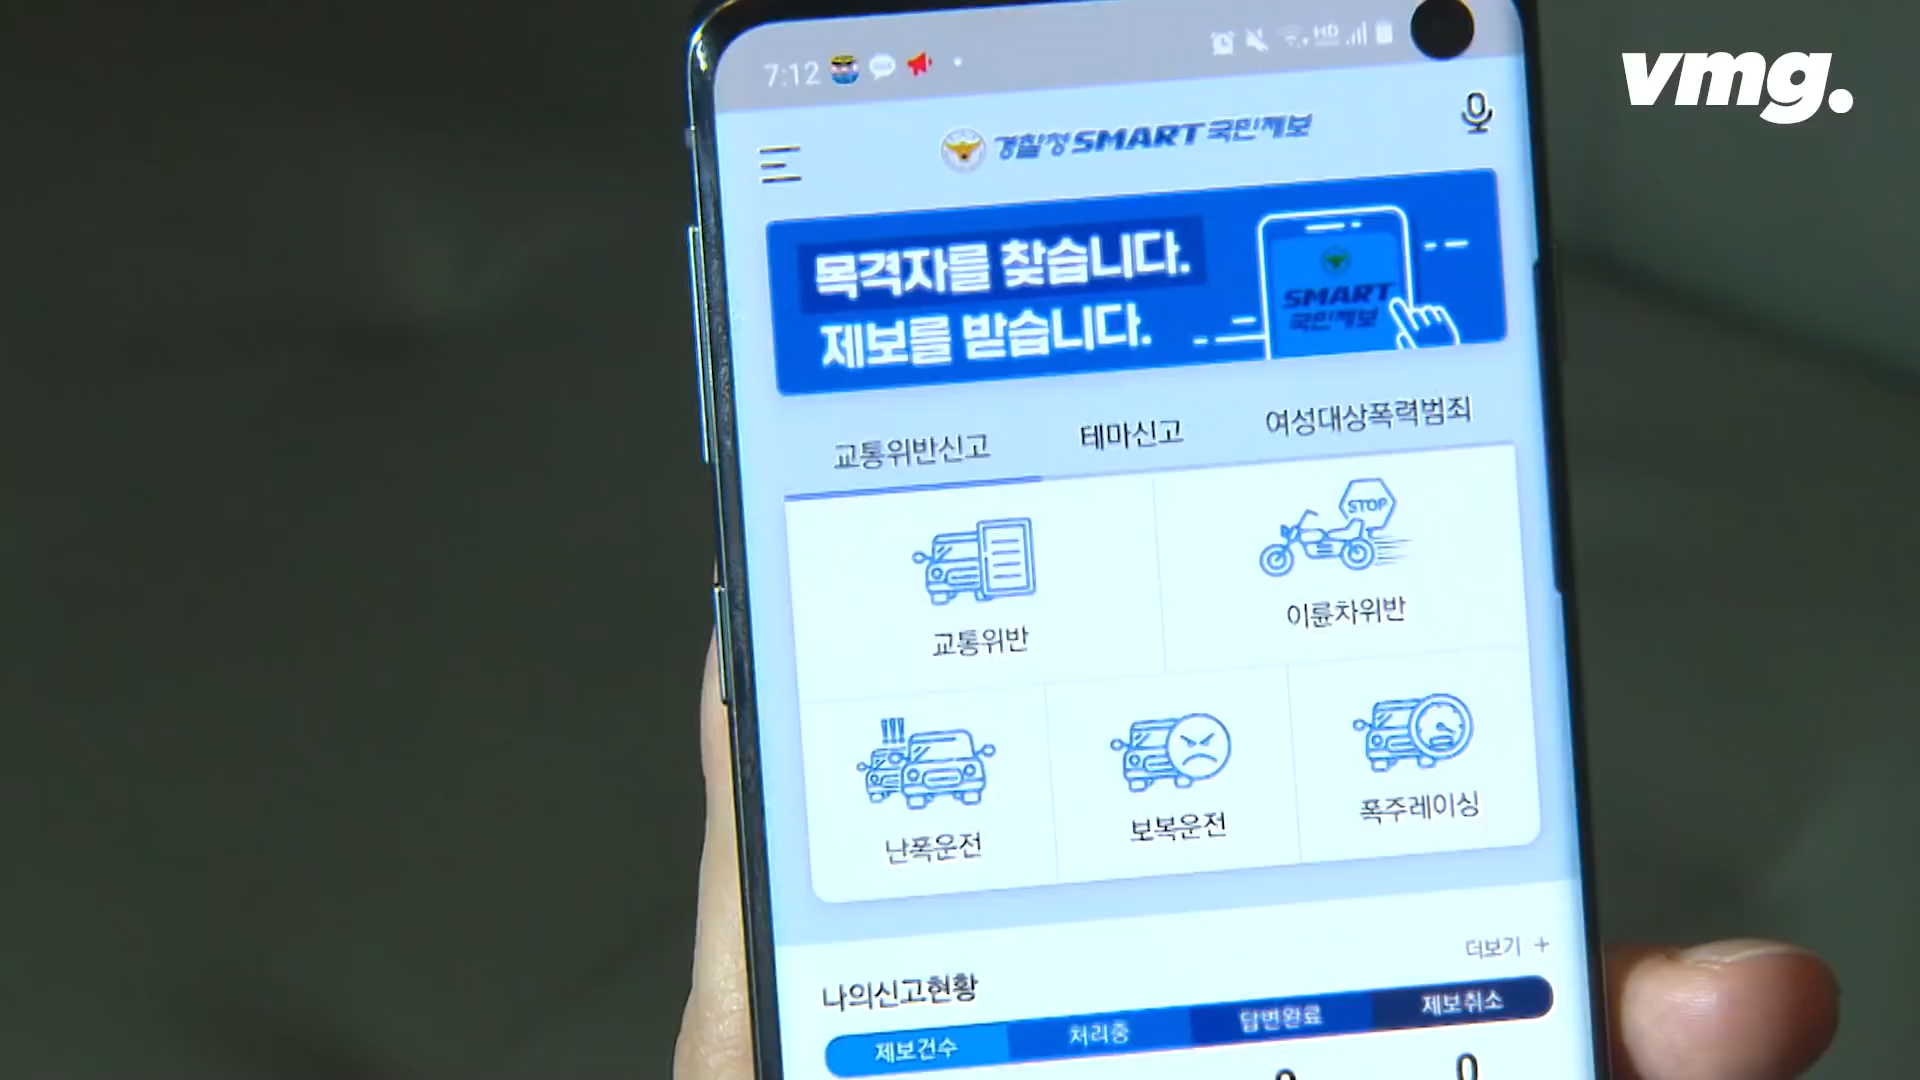 vmg.
7:12
HD
경찰청 SMART 국민제보
목격자를 찾습니다.
제보를 받습니다.
SMART
국민제보
교통위반신고 테마신고 여성대상폭력범죄
STOP
교통위반 이륜차위반
!!!
난폭운전 보복운전 폭주레이싱
나의신고현황 더보기 +
제보건수 처리중 답변완료 제보취소
0